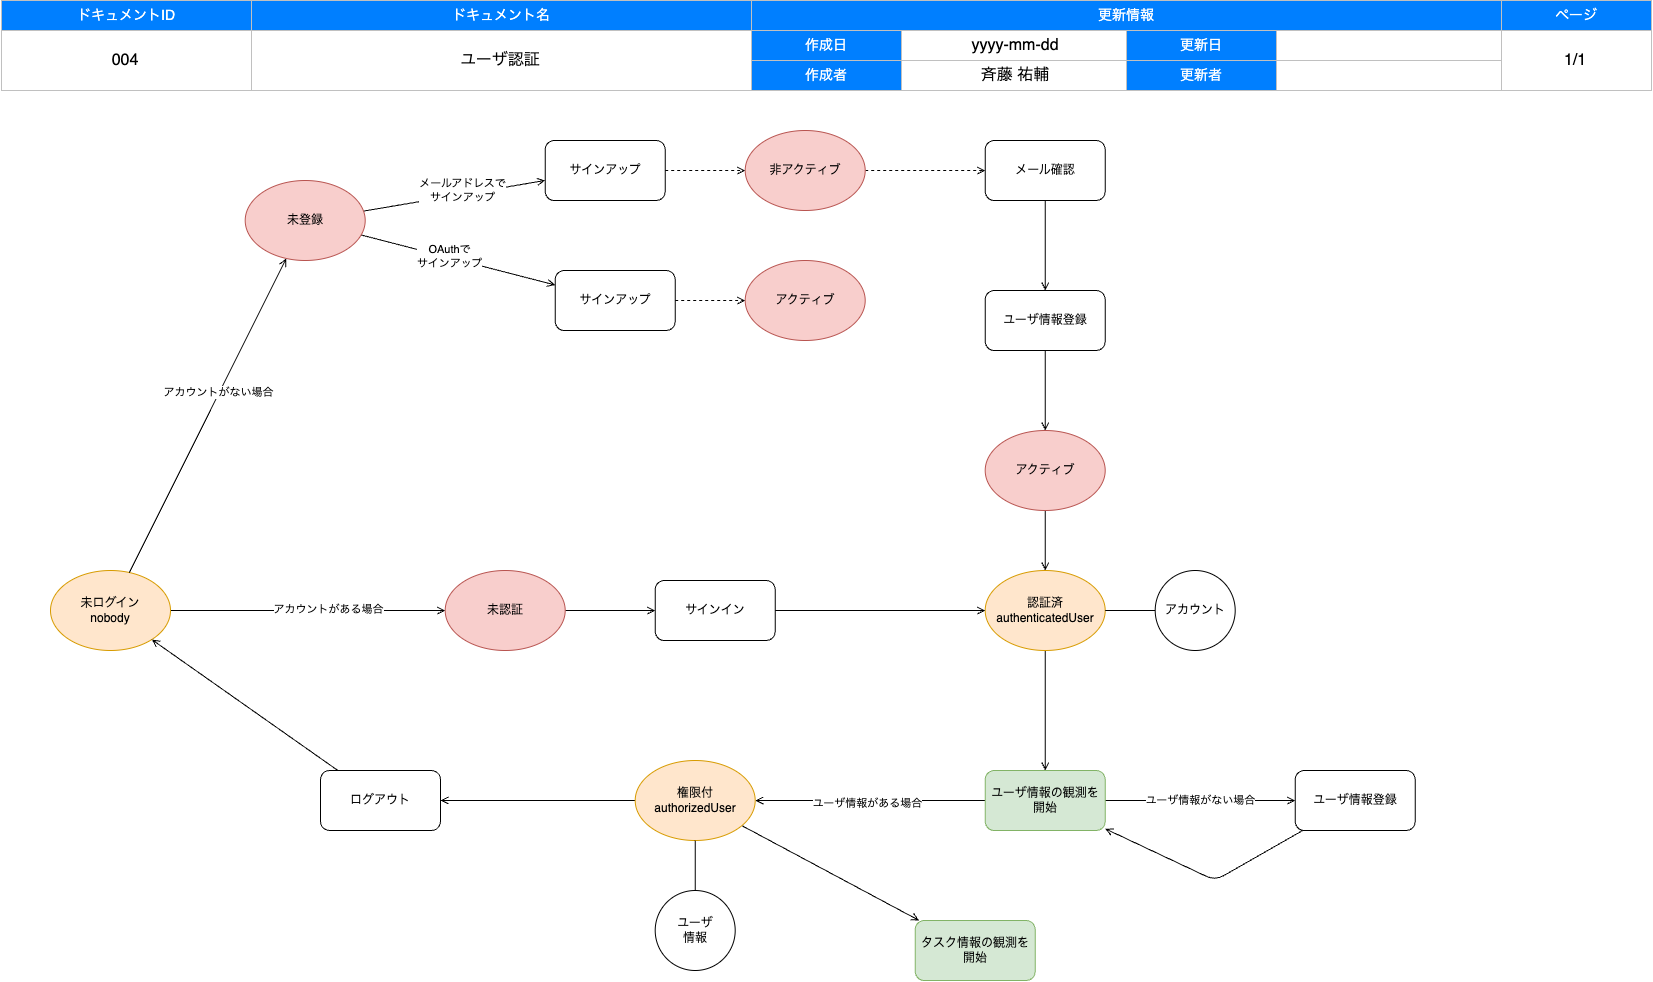 ドキュメントID
ドキュメント名
更新情報
ページ
004
ユーザ認証
作成日
yyyy-mm-dd
更新日
1/1
作成者
斉藤 祐輔
更新者
サインアップ
非アクティブ
メール確認
メールアドレスで
サインアップ
未登録
OAuthで
サインアップ
サインアップ
アクティブ
ユーザ情報登録
アカウントがない場合
アクティブ
未ログイン
nobody
アカウントがある場合
未認証
サインイン
認証済
authenticatedUser
アカウント
ログアウト
権限付
authorizedUser
ユーザ情報がある場合
ユーザ情報の観測を
開始
ユーザ情報がない場合
ユーザ情報登録
ユーザ
情報
タスク情報の観測を
開始